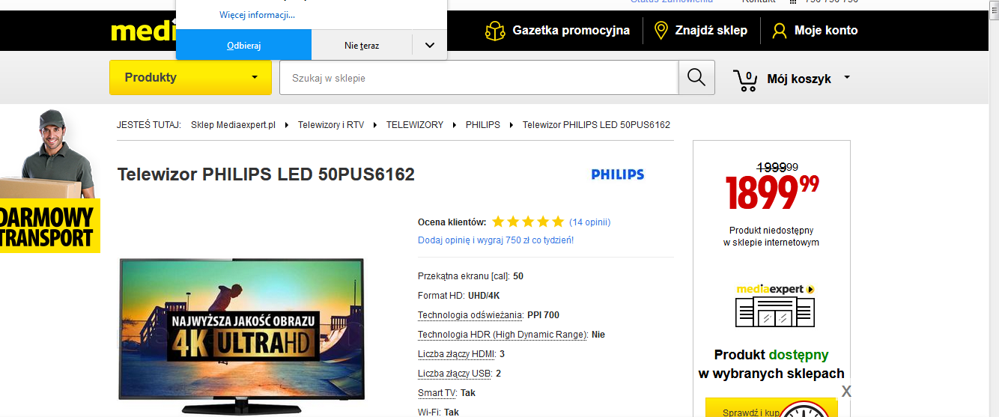 Więcej informacji...
Status zamówienia
Kontakt
730 730 730
medi
Odbieraj
Nie teraz
Gazetka promocyjna
Znajdź sklep
Moje konto
Produkty
Szukaj w sklepie
0
Mój koszyk
JESTEŚ TUTAJ: Sklep Mediaexpert.pl Telewizory i RTV TELEWIZORY PHILIPS Telewizor PHILIPS LED 50PUS6162
DARMOWY
TRANSPORT
Telewizor PHILIPS LED 50PUS6162
PHILIPS
Ocena klientów: (14 opinii)
Dodaj opinię i wygraj 750 zł co tydzień!
NAJWYŻSZA JAKOŚĆ OBRAZU
4K ULTRAHD
Przekątna ekranu [cal]: 50
Format HD: UHD/4K
Technologia odświeżania: PPI 700
Technologia HDR (High Dynamic Range): Nie
Liczba złączy HDMI: 3
Liczba złączy USB: 2
Smart TV: Tak
Wi-Fi: Tak
1999 99
1899 99
Produkt niedostępny
w sklepie internetowym
mediaexpert
Produkt dostępny
w wybranych sklepach
X
Sprawdź i kup